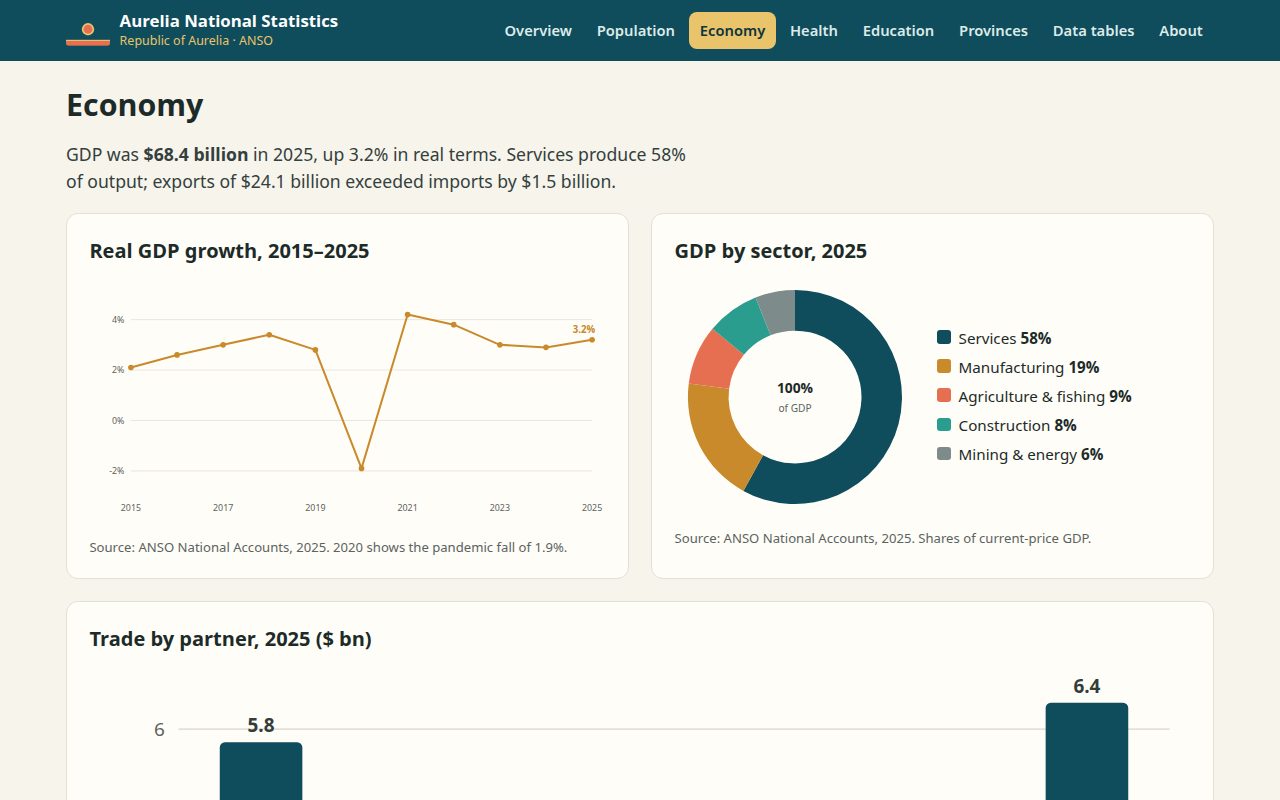 Aurelia National Statistics
Republic of Aurelia · ANSO
Overview Population Economy Health Education Provinces Data tables About
Economy
GDP was $68.4 billion in 2025, up 3.2% in real terms. Services produce 58%
of output; exports of $24.1 billion exceeded imports by $1.5 billion.
Real GDP growth, 2015–2025
4%
2%
0%
-2%
3.2%
2015 2017 2019 2021 2023 2025
Source: ANSO National Accounts, 2025. 2020 shows the pandemic fall of 1.9%.
GDP by sector, 2025
100%
of GDP
Services 58%
Manufacturing 19%
Agriculture & fishing 9%
Construction 8%
Mining & energy 6%
Source: ANSO National Accounts, 2025. Shares of current-price GDP.
Trade by partner, 2025 ($ bn)
6
5.8
6.4